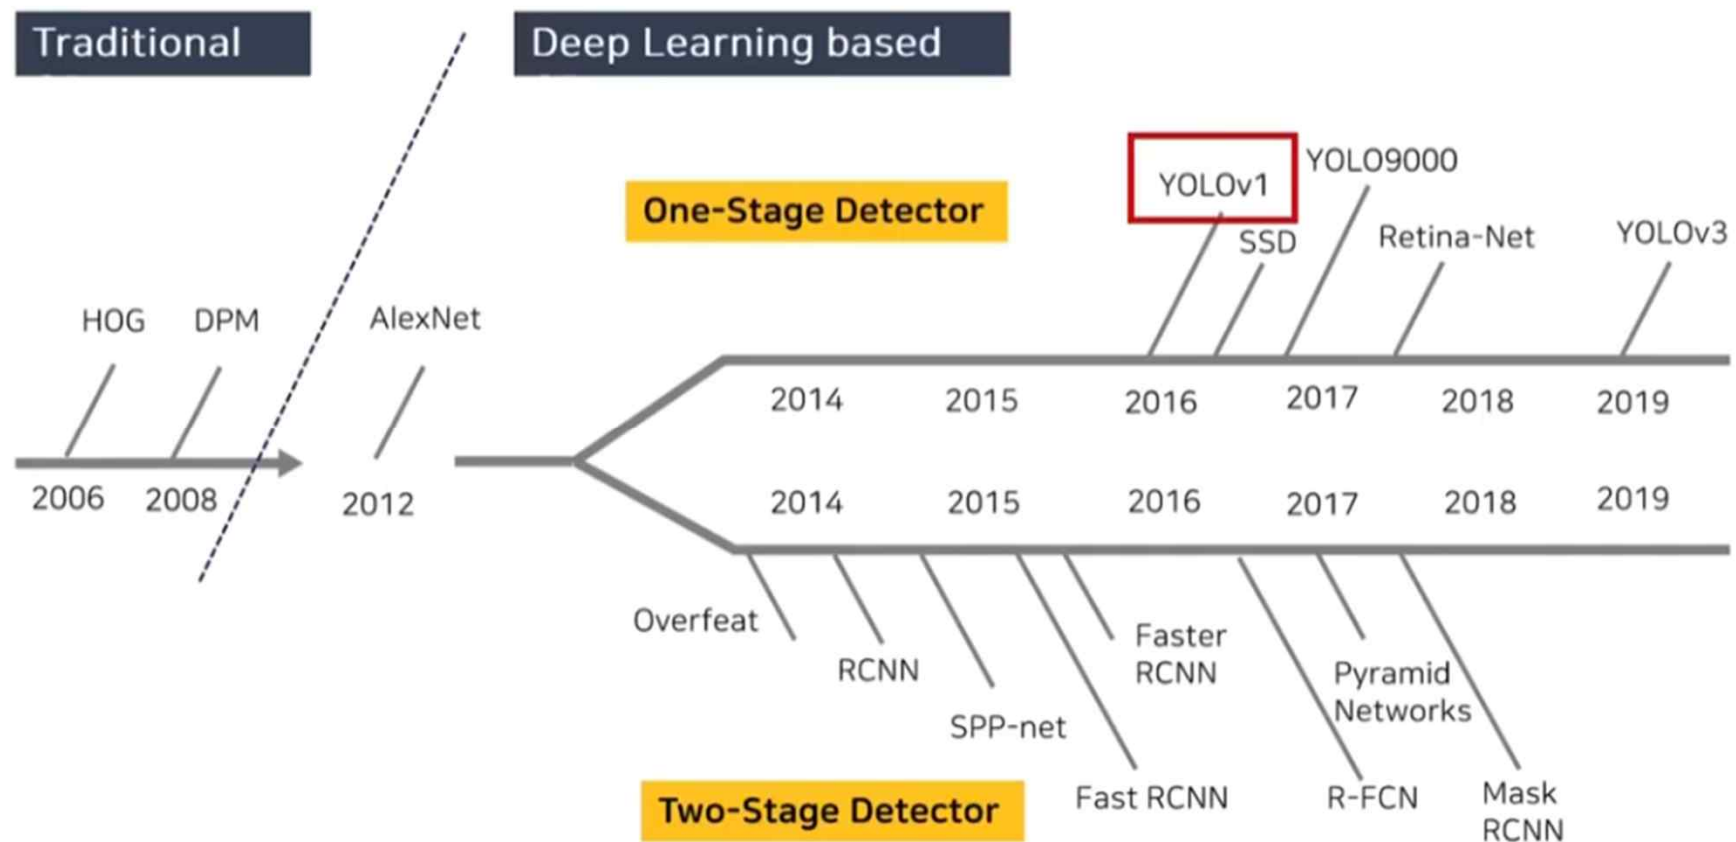 Traditional
Deep Learning based
One-Stage Detector
YOLOv1
YOLO9000
SSD
Retina-Net
YOLOv3
HOG
DPM
AlexNet
2014
2015
2016
2017
2018
2019
2006
2008
2012
2014
2015
2016
2017
2018
2019
Overfeat
RCNN
SPP-net
Fast RCNN
Faster
RCNN
R-FCN
Pyramid
Networks
Mask
RCNN
Two-Stage Detector